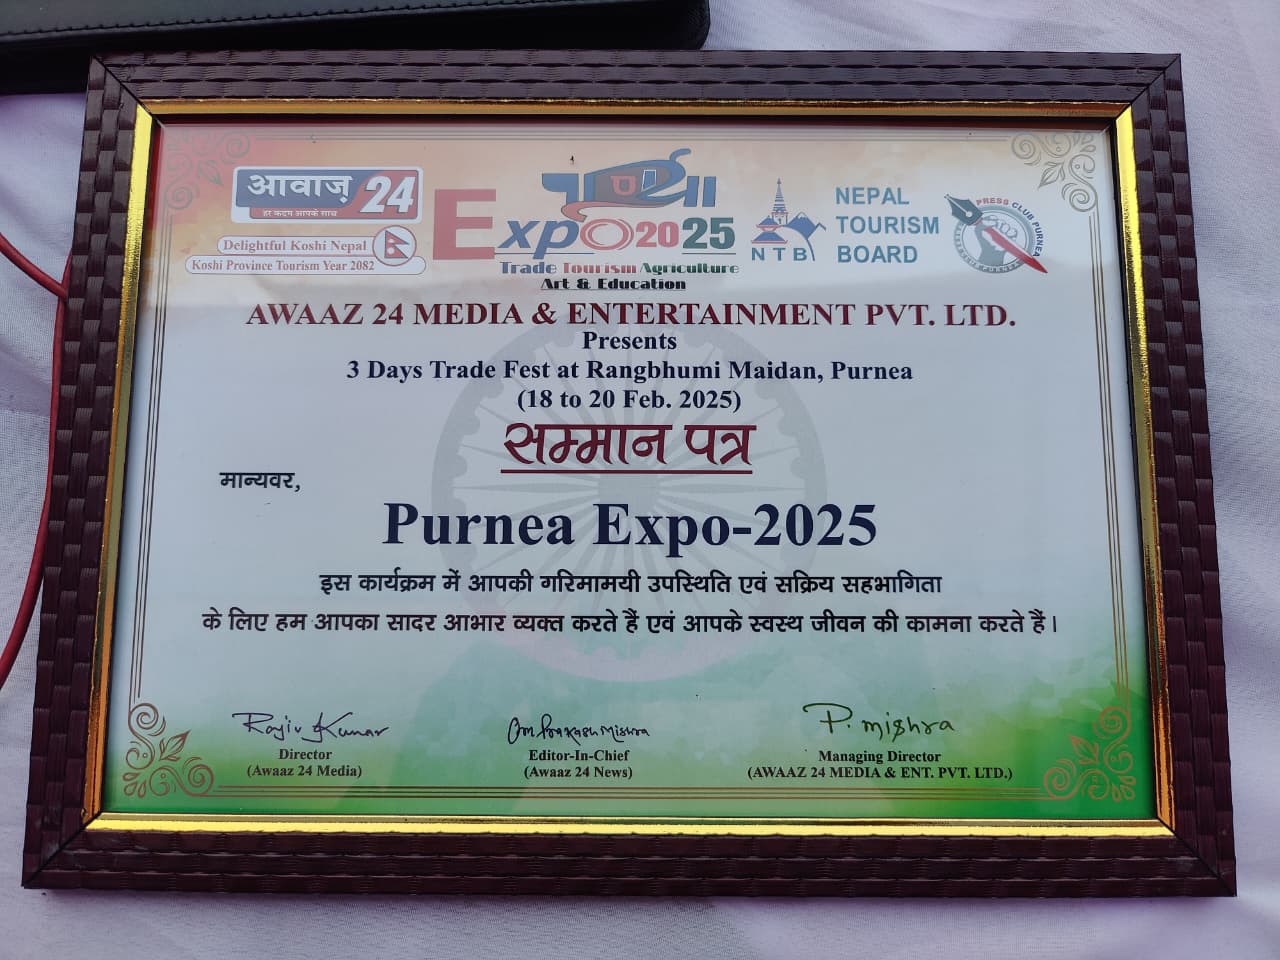 आवाज़ 24
हर कदम आपके साथ
Delightful Koshi Nepal
Koshi Province Tourism Year 2082
Expo 2025
Trade Tourism Agriculture
Art & Education
NTB
NEPAL
TOURISM
BOARD
PRESS CLUB PURNEA
AWAAZ 24 MEDIA & ENTERTAINMENT PVT. LTD.
Presents
3 Days Trade Fest at Rangbhumi Maidan, Purnea
(18 to 20 Feb. 2025)
सम्मान पत्र
मान्यवर,
Purnea Expo-2025
इस कार्यक्रम में आपकी गरिमामयी उपस्थिति एवं सक्रिय सहभागिता
के लिए हम आपका सादर आभार व्यक्त करते हैं एवं आपके स्वस्थ जीवन की कामना करते हैं।
Rajiv Kumar
Director
(Awaaz 24 Media)
Om Prakash Mishra
Editor-In-Chief
(Awaaz 24 News)
P. Mishra
Managing Director
(AWAAZ 24 MEDIA & ENT. PVT. LTD.)